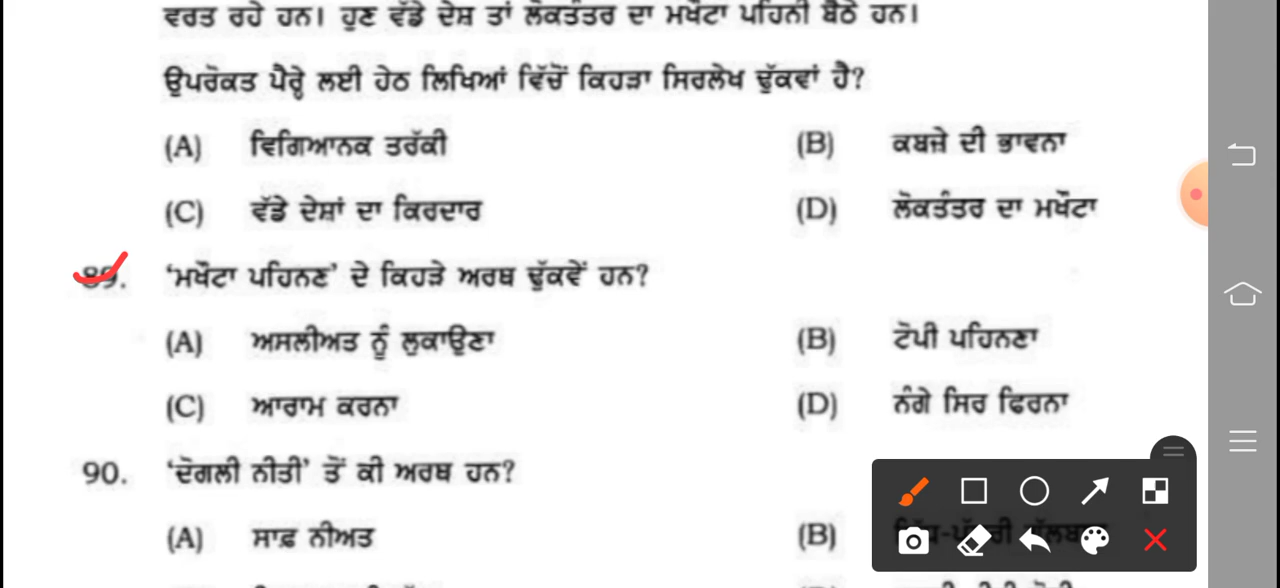 ਵਰਤ ਰਹੇ ਹਨ। ਹੁਣ ਵੱਡੇ ਦੇਸ਼ ਤਾਂ ਲੋਕਤੰਤਰ ਦਾ ਮਖੌਟਾ ਪਹਿਨੀ ਬੈਠੇ ਹਨ।
ਉਪਰੋਕਤ ਪੈਰ੍ਹੇ ਲਈ ਹੇਠ ਲਿਖਿਆਂ ਵਿੱਚੋਂ ਕਿਹੜਾ ਸਿਰਲੇਖ ਢੁੱਕਵਾਂ ਹੈ?
(A) ਵਿਗਿਆਨਕ ਤਰੱਕੀ (B) ਕਬਜ਼ੇ ਦੀ ਭਾਵਨਾ
(C) ਵੱਡੇ ਦੇਸ਼ਾਂ ਦਾ ਕਿਰਦਾਰ (D) ਲੋਕਤੰਤਰ ਦਾ ਮਖੌਟਾ
89. ‘ਮਖੌਟਾ ਪਹਿਨਣ’ ਦੇ ਕਿਹੜੇ ਅਰਥ ਢੁੱਕਵੇਂ ਹਨ?
(A) ਅਸਲੀਅਤ ਨੂੰ ਲੁਕਾਉਣਾ (B) ਟੋਪੀ ਪਹਿਨਣਾ
(C) ਆਰਾਮ ਕਰਨਾ (D) ਨੰਗੇ ਸਿਰ ਫਿਰਨਾ
90. ‘ਦੋਗਲੀ ਨੀਤੀ’ ਤੋਂ ਕੀ ਅਰਥ ਹਨ?
(A) ਸਾਫ਼ ਨੀਅਤ (B)